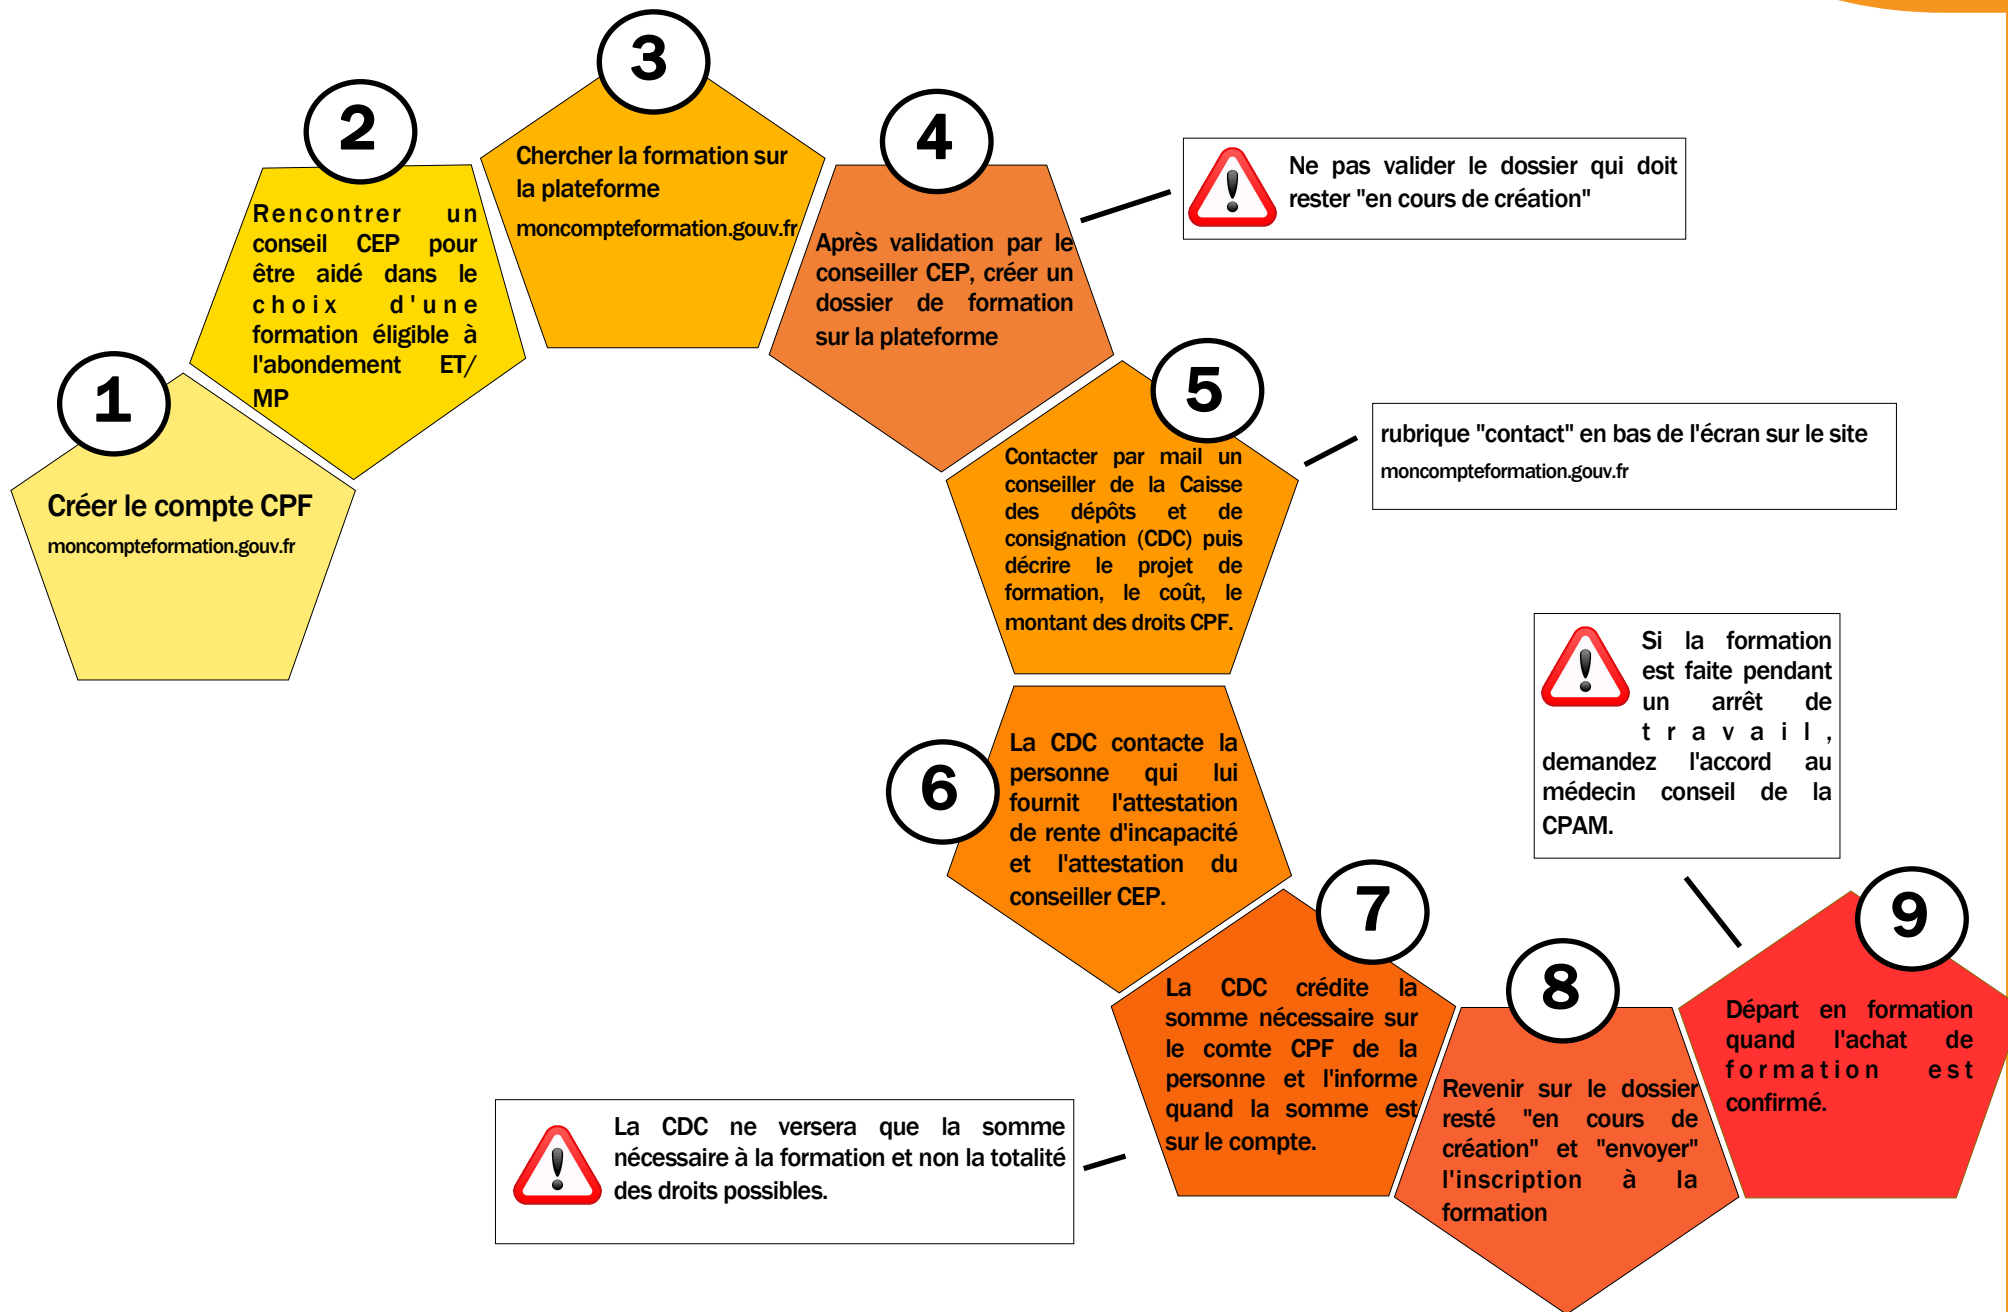 1
Créer le compte CPF
moncompteformation.gouv.fr
2
Rencontrer un
conseil CEP pour
être aidé dans le
choix d'une
formation éligible à
l'abondement ET/
MP
3
Chercher la formation sur
la plateforme
moncompteformation.gouv.fr
4
Après validation par le
conseiller CEP, créer un
dossier de formation
sur la plateforme
Ne pas valider le dossier qui doit
rester "en cours de création"
5
Contacter par mail un
conseiller de la Caisse
des dépôts et de
consignation (CDC) puis
décrire le projet de
formation, le coût, le
montant des droits CPF.
rubrique "contact" en bas de l'écran sur le site
moncompteformation.gouv.fr
6
La CDC contacte la
personne qui lui
fournit l'attestation
de rente d'incapacité
et l'attestation du
conseiller CEP.
7
La CDC crédite la
somme nécessaire sur
le comte CPF de la
personne et l'informe
quand la somme est
sur le compte.
La CDC ne versera que la somme
nécessaire à la formation et non la totalité
des droits possibles.
8
Revenir sur le dossier
resté "en cours de
création" et "envoyer"
l'inscription à la
formation
9
Départ en formation
quand l'achat de
formation est
confirmé.
Si la formation
est faite pendant
un arrêt de
travail,
demandez l'accord au
médecin conseil de la
CPAM.